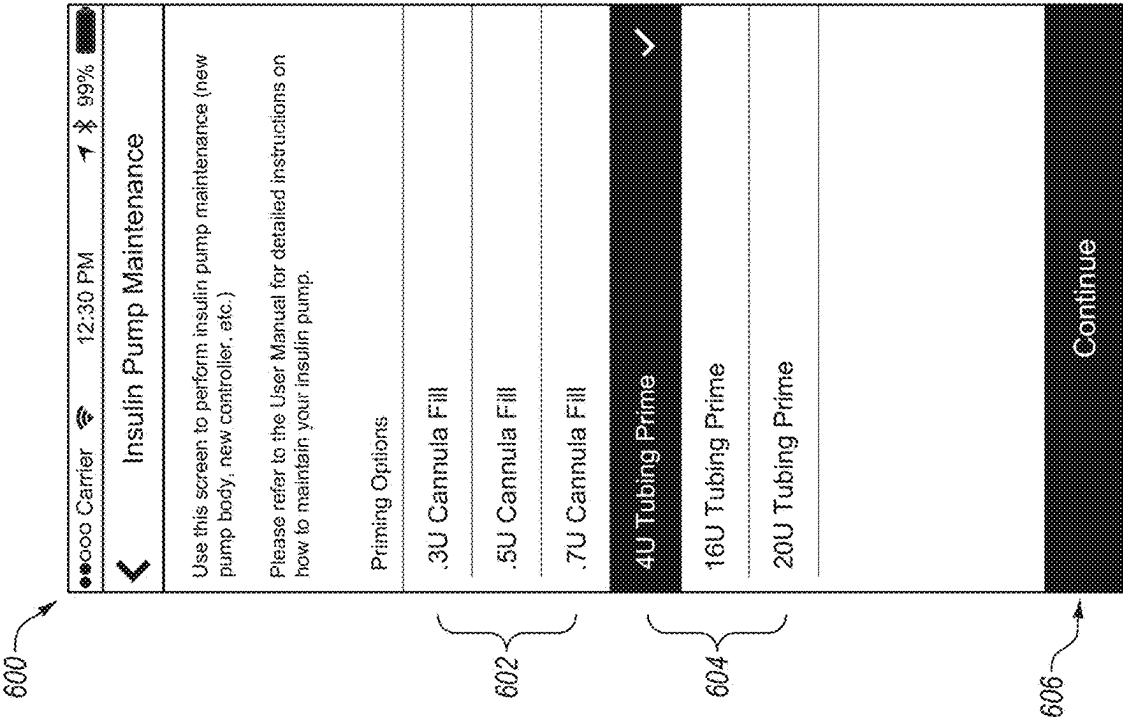 600
●●○○○ Carrier 12:30 PM 99%
Insulin Pump Maintenance
Use this screen to perform insulin pump maintenance (new
pump body, new controller, etc.)
Please refer to the User Manual for detailed instructions on
how to maintain your insulin pump.
Priming Options
.3U Cannula Fill
.5U Cannula Fill
602
.7U Cannula Fill
4U Tubing Prime
16U Tubing Prime
604
20U Tubing Prime
606
Continue